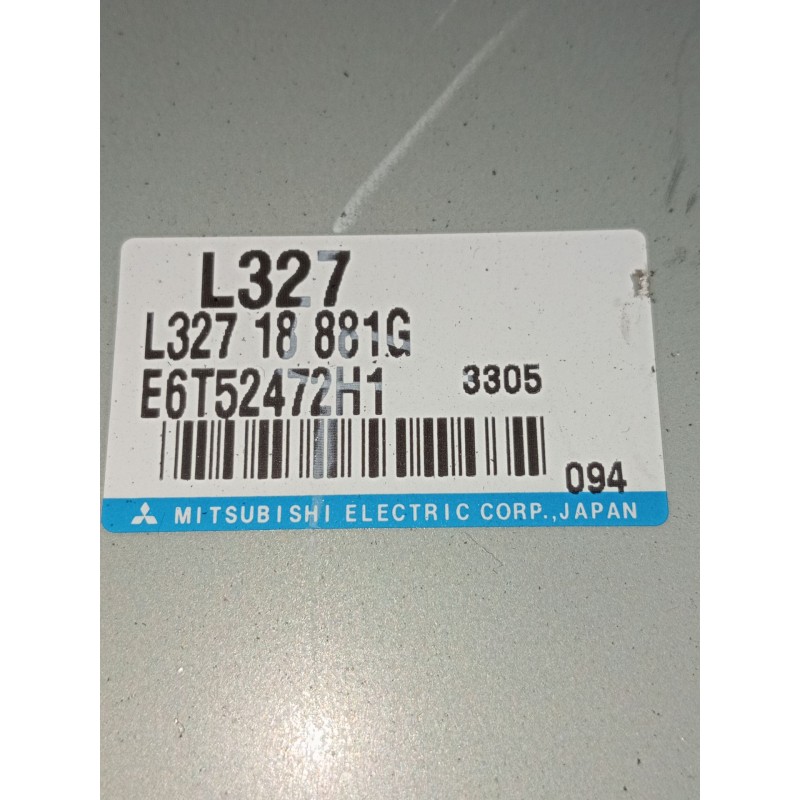 L327
L327 18 881G
E6T52472H1 3305
094
MITSUBISHI ELECTRIC CORP.,JAPAN